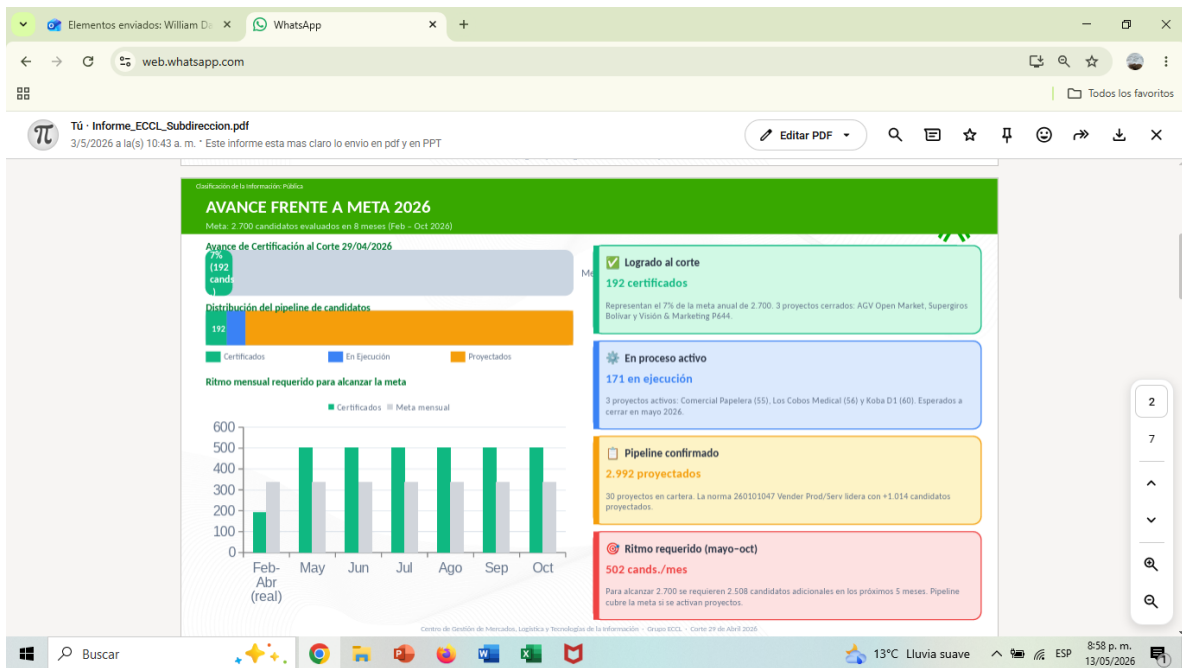 Elementos enviados: William Da
WhatsApp
web.whatsapp.com
Todos los favoritos
Tú · Informe_ECCL_Subdireccion.pdf
3/5/2026 a la(s) 10:43 a. m. * Este informe esta mas claro lo envio en pdf y en PPT
Editar PDF
Clasificación de la Información: Pública
AVANCE FRENTE A META 2026
Meta: 2.700 candidatos evaluados en 8 meses (Feb – Oct 2026)
Avance de Certificación al Corte 29/04/2026
7%
(192
cands
)
Me
Distribución del pipeline de candidatos
192
Certificados
En Ejecución
Proyectados
Ritmo mensual requerido para alcanzar la meta
Certificados
Meta mensual
600
500
400
300
200
100
0
Feb-
Abr
(real)
May
Jun
Jul
Ago
Sep
Oct
Logrado al corte
192 certificados
Representan el 7% de la meta anual de 2.700. 3 proyectos cerrados: AGV Open Market, Supergiros
Bolívar y Visión & Marketing P644.
En proceso activo
171 en ejecución
3 proyectos activos: Comercial Papelera (55), Los Cobos Medical (56) y Koba D1 (60). Esperados a
cerrar en mayo 2026.
Pipeline confirmado
2.992 proyectados
30 proyectos en cartera. La norma 260101047 Vender Prod/Serv lidera con +1.014 candidatos
proyectados.
Ritmo requerido (mayo–oct)
502 cands./mes
Para alcanzar 2.700 se requieren 2.508 candidatos adicionales en los próximos 5 meses. Pipeline
cubre la meta si se activan proyectos.
Centro de Gestión de Mercados, Logística y Tecnologías de la Información – Grupo ECCL – Corte 29 de Abril 2026
2
7
Buscar
13°C Lluvia suave
ESP
8:58 p. m.
13/05/2026
1